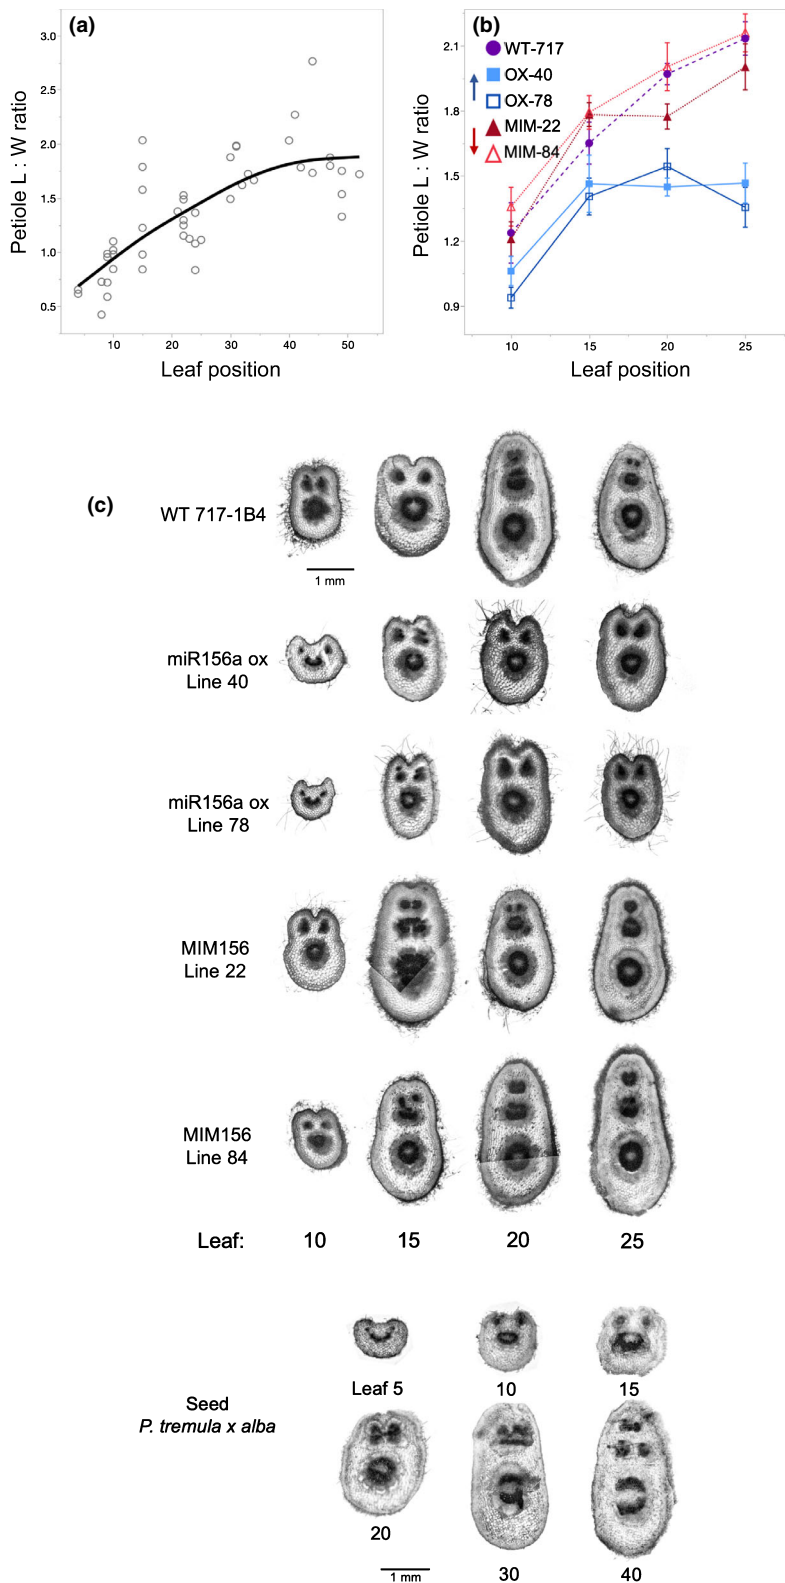 (a)
3.0
2.5
2.0
1.5
1.0
0.5
Petiole L : W ratio
10 20 30 40 50
Leaf position
(b)
WT-717
OX-40
OX-78
MIM-22
MIM-84
2.1
1.8
1.5
1.2
0.9
Petiole L : W ratio
10 15 20 25
Leaf position
(c)
WT 717-1B4
1 mm
miR156a ox
Line 40
miR156a ox
Line 78
MIM156
Line 22
MIM156
Line 84
Leaf: 10 15 20 25
Seed
P. tremula x alba
Leaf 5 10 15
20
30 40
1 mm